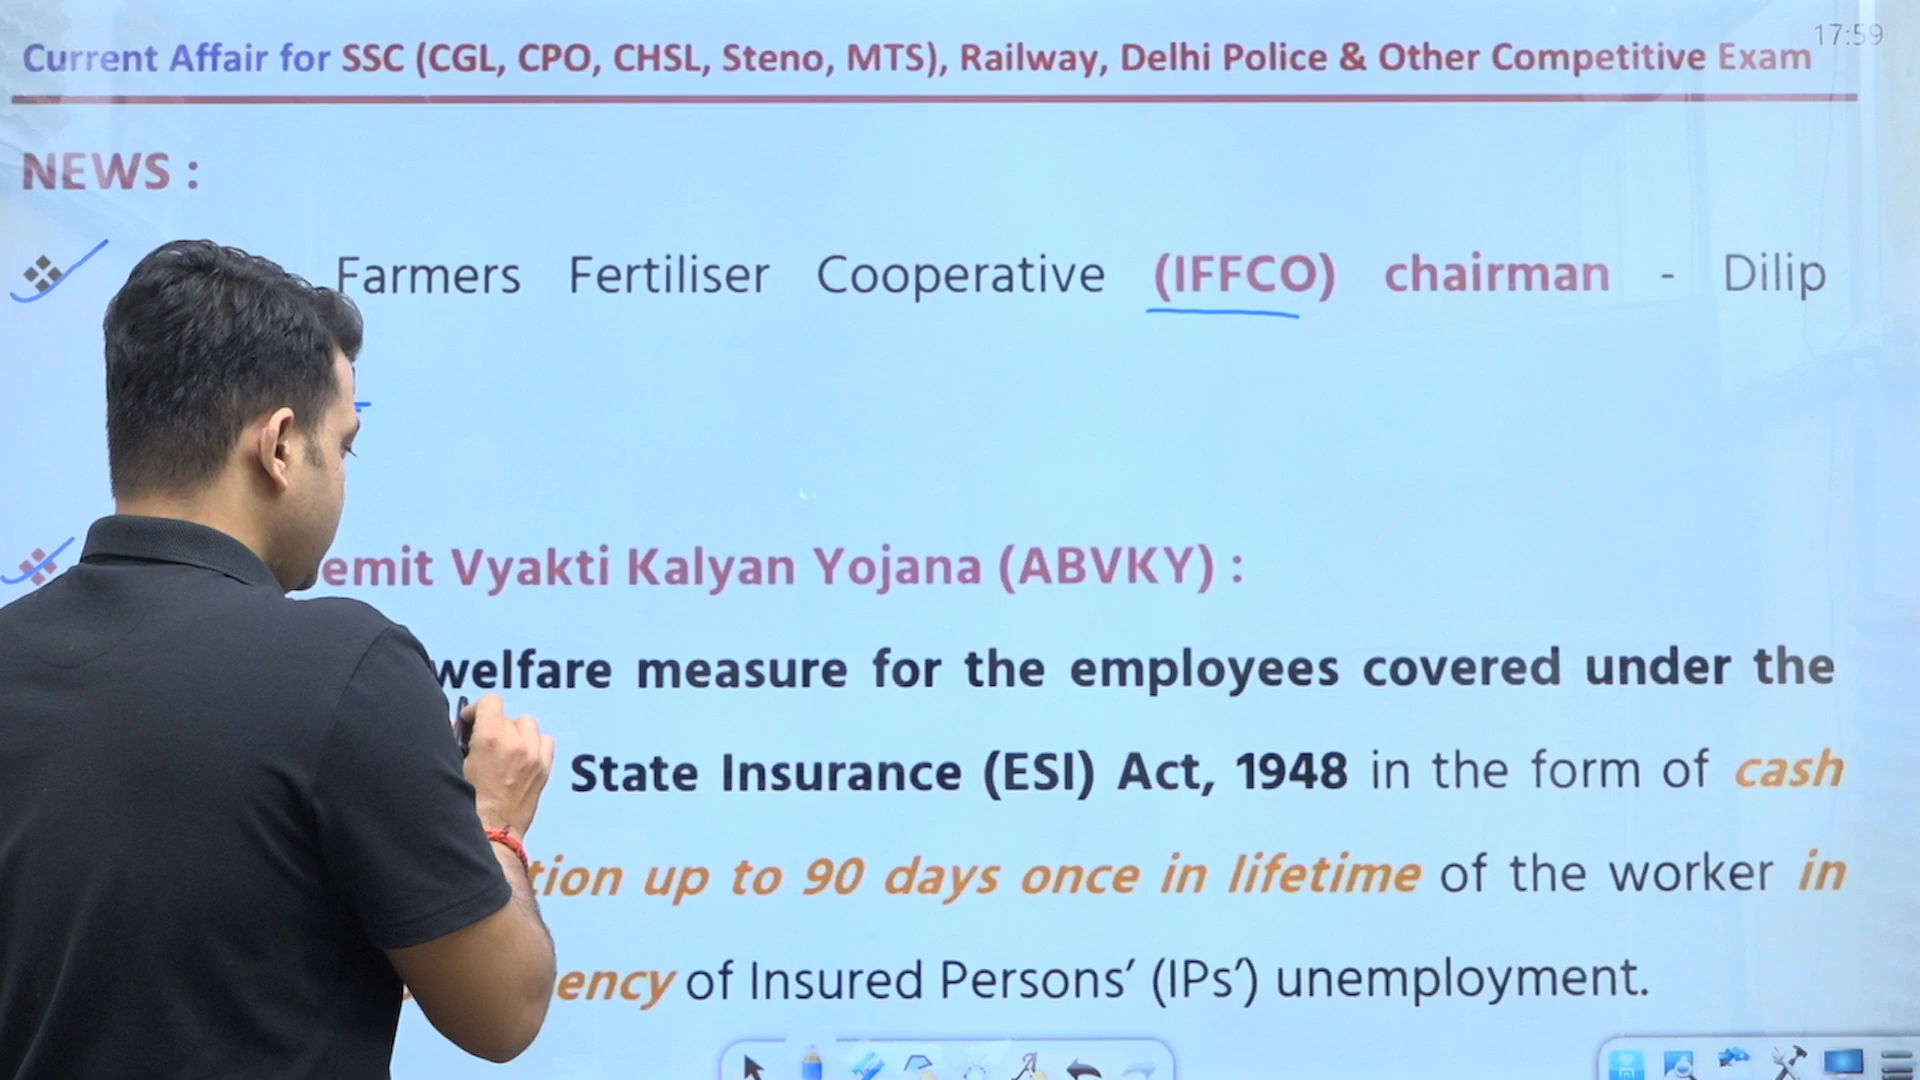 17:59
Current Affair for SSC (CGL, CPO, CHSL, Steno, MTS), Railway, Delhi Police & Other Competitive Exam
NEWS :
Farmers Fertiliser Cooperative (IFFCO) chairman - Dilip
emit Vyakti Kalyan Yojana (ABVKY) :
welfare measure for the employees covered under the
State Insurance (ESI) Act, 1948 in the form of cash
tion up to 90 days once in lifetime of the worker in
ency of Insured Persons’ (IPs’) unemployment.